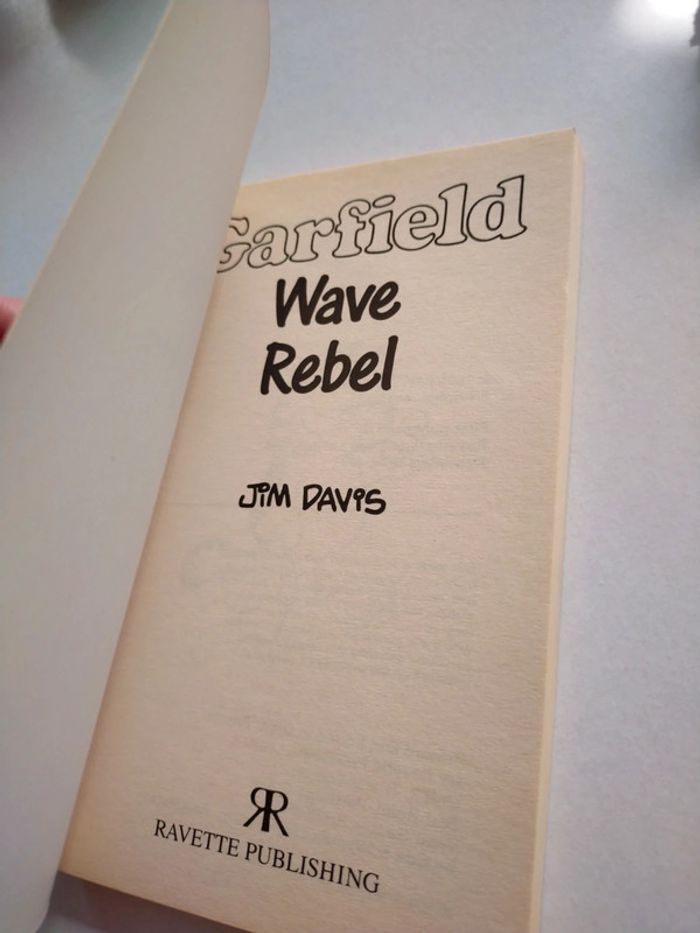 Garfield
Wave
Rebel
JiM DAViS
RR
RAVETTE PUBLISHING